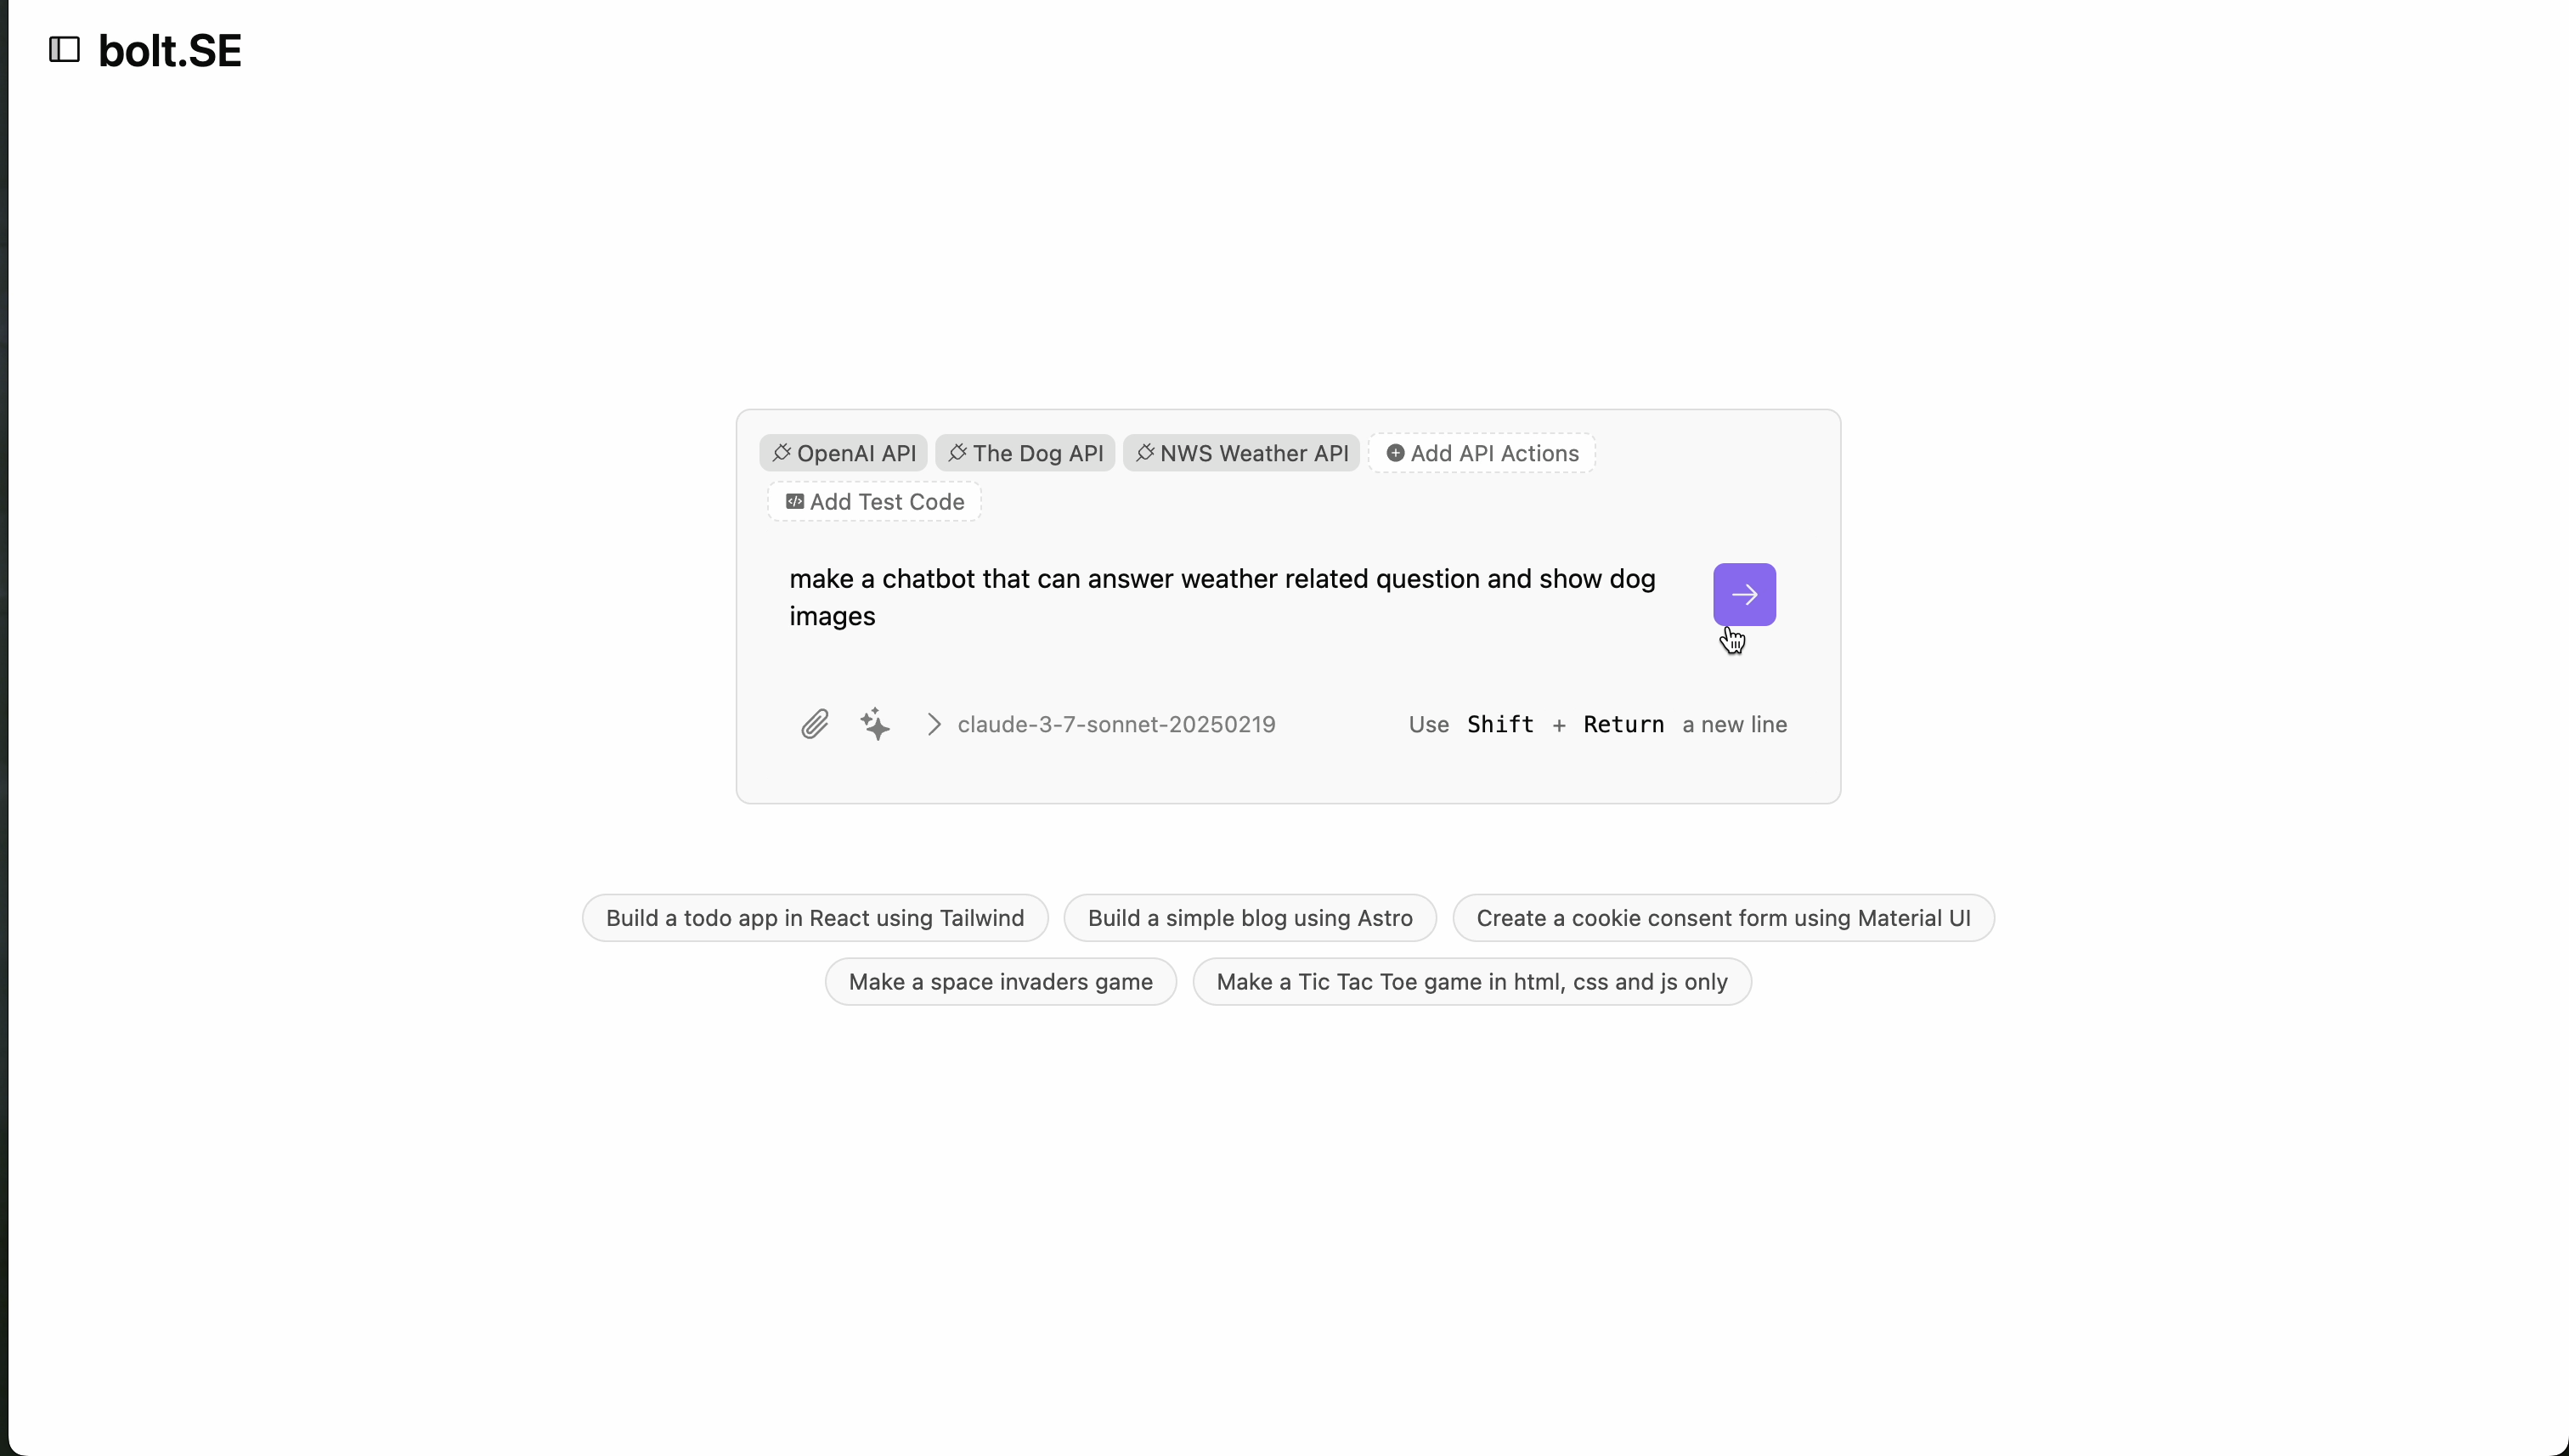 bolt.SE
OpenAI API The Dog API NWS Weather API Add API Actions
Add Test Code
make a chatbot that can answer weather related question and show dog
images
claude-3-7-sonnet-20250219 Use Shift + Return a new line
Build a todo app in React using Tailwind Build a simple blog using Astro Create a cookie consent form using Material UI
Make a space invaders game Make a Tic Tac Toe game in html, css and js only